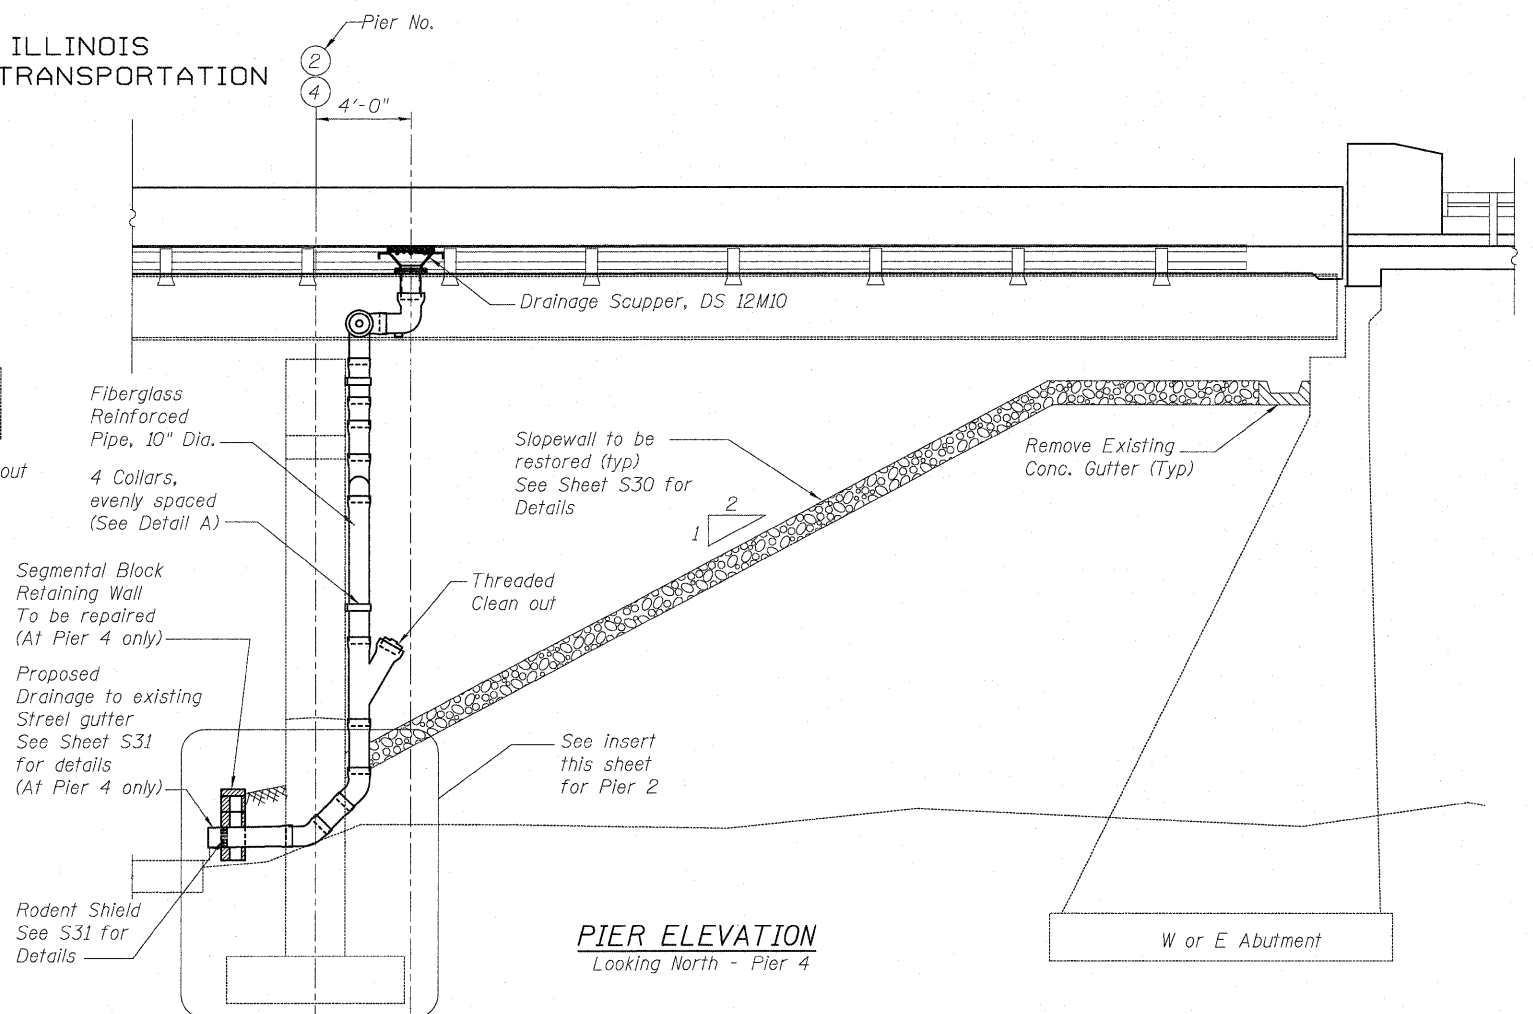 ILLINOIS
TRANSPORTATION
Pier No.
2
4
4'-0"
Drainage Scupper, DS 12M10
Fiberglass
Reinforced
Pipe, 10" Dia.
out
4 Collars,
evenly spaced
(See Detail A)
Slopewall to be
restored (typ)
See Sheet S30 for
Details
2
1
Remove Existing
Conc. Gutter (Typ)
Segmental Block
Retaining Wall
To be repaired
(At Pier 4 only)
Threaded
Clean out
Proposed
Drainage to existing
Streel gutter
See Sheet S31
for details
(At Pier 4 only)
See insert
this sheet
for Pier 2
Rodent Shield
See S31 for
Details
PIER ELEVATION
Looking North - Pier 4
W or E Abutment